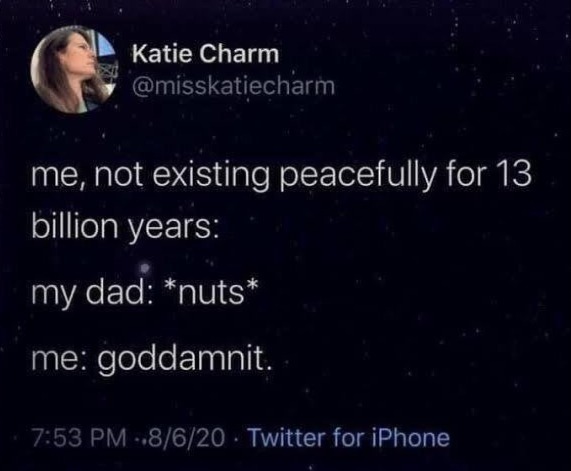 Katie Charm
@misskatiecharm
me, not existing peacefully for 13
billion years:
my dad: *nuts*
me: goddamnit.
7:53 PM · 8/6/20 · Twitter for iPhone